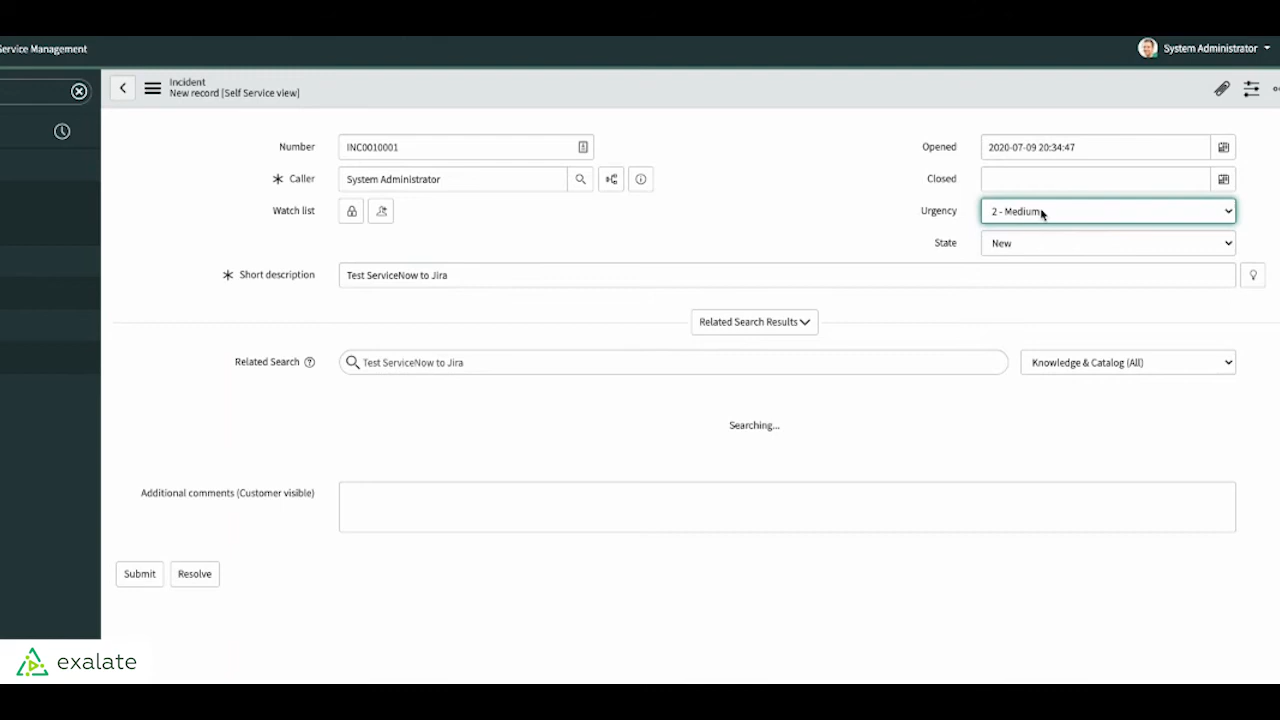 Service Management
System Administrator
Incident
New record [Self Service view]
Number
INC0010001
Opened
2020-07-09 20:34:47
Caller
System Administrator
Closed
Watch list
Urgency
2 - Medium
State
New
Short description
Test ServiceNow to Jira
Related Search Results
Related Search
Test ServiceNow to Jira
Knowledge & Catalog (All)
Searching...
Additional comments (Customer visible)
Submit
Resolve
exalate